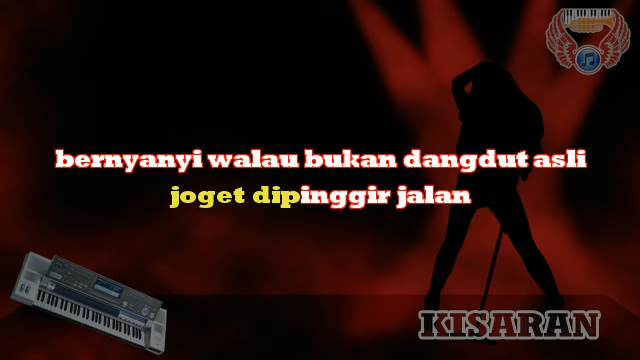 bernyanyi walau bukan dangdut asli
joget dipinggir jalan
KISARAN